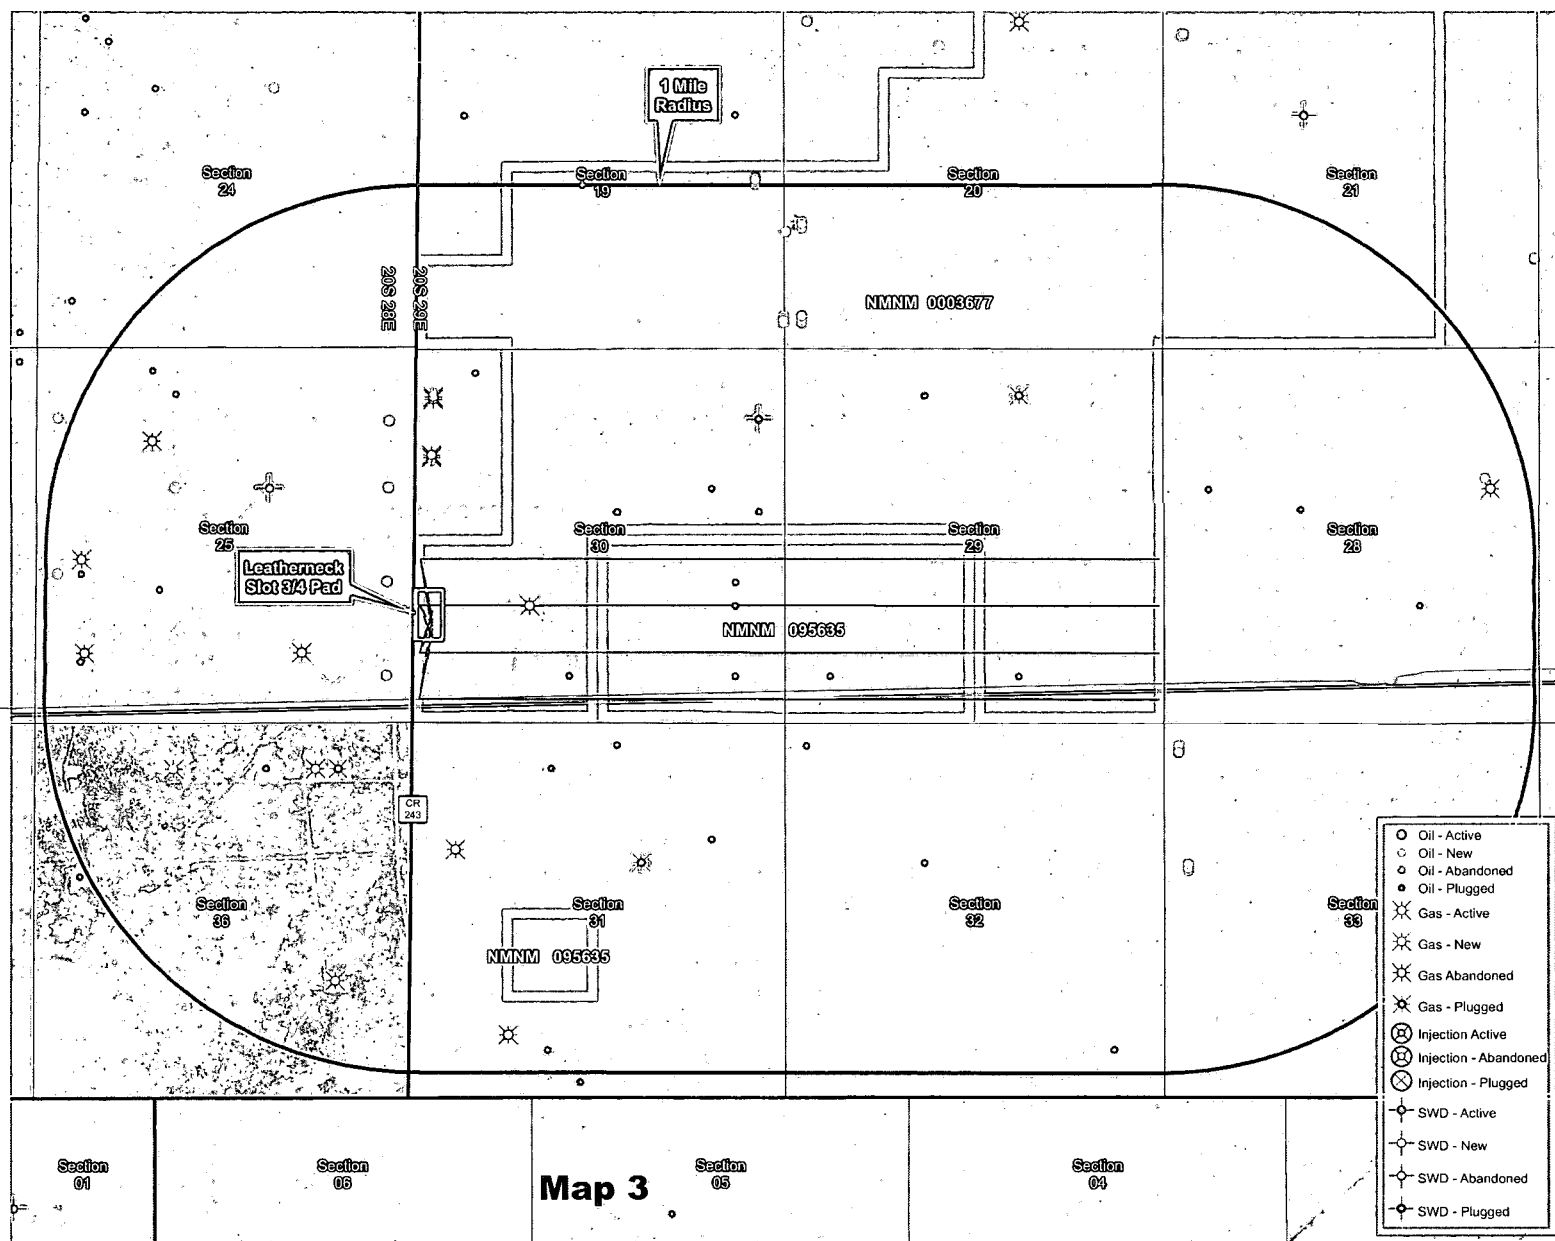 1 Mile
Radius
Section
24
Section
19
Section
20
Section
21
20S 28E
20S 29E
NMNM 0003677
Section
25
Section
30
Section
29
Section
28
Leatherneck
Slot 3/4 Pad
NMNM 095635
CR
243
Section
36
Section
31
Section
32
Section
33
NMNM 095635
Oil - Active
Oil - New
Oil - Abandoned
Oil - Plugged
Gas - Active
Gas - New
Gas Abandoned
Gas - Plugged
Injection Active
Injection - Abandoned
Injection - Plugged
SWD - Active
SWD - New
SWD - Abandoned
SWD - Plugged
Section
01
Section
06
Map 3
Section
05
Section
04